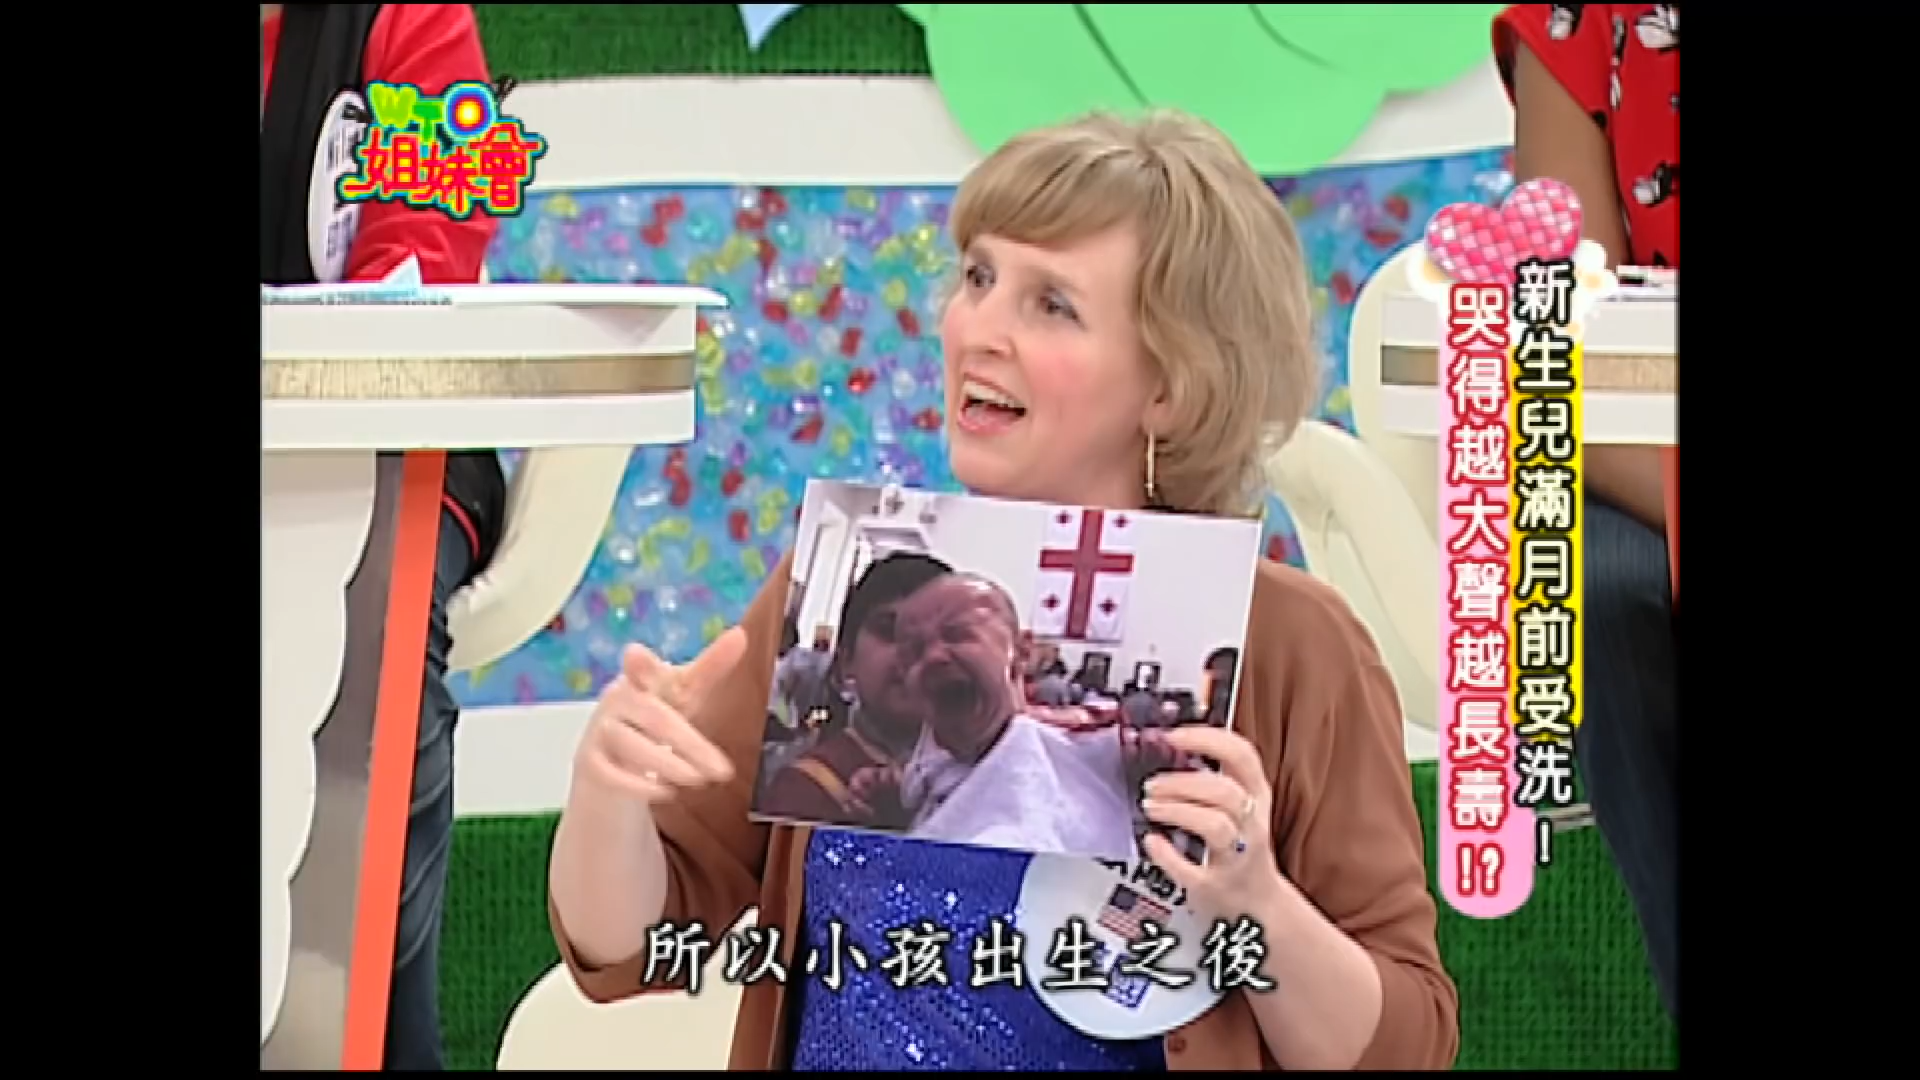 WTO
姐妹會
新生兒滿月前受洗！
哭得越大聲越長壽!?
所以小孩出生之後